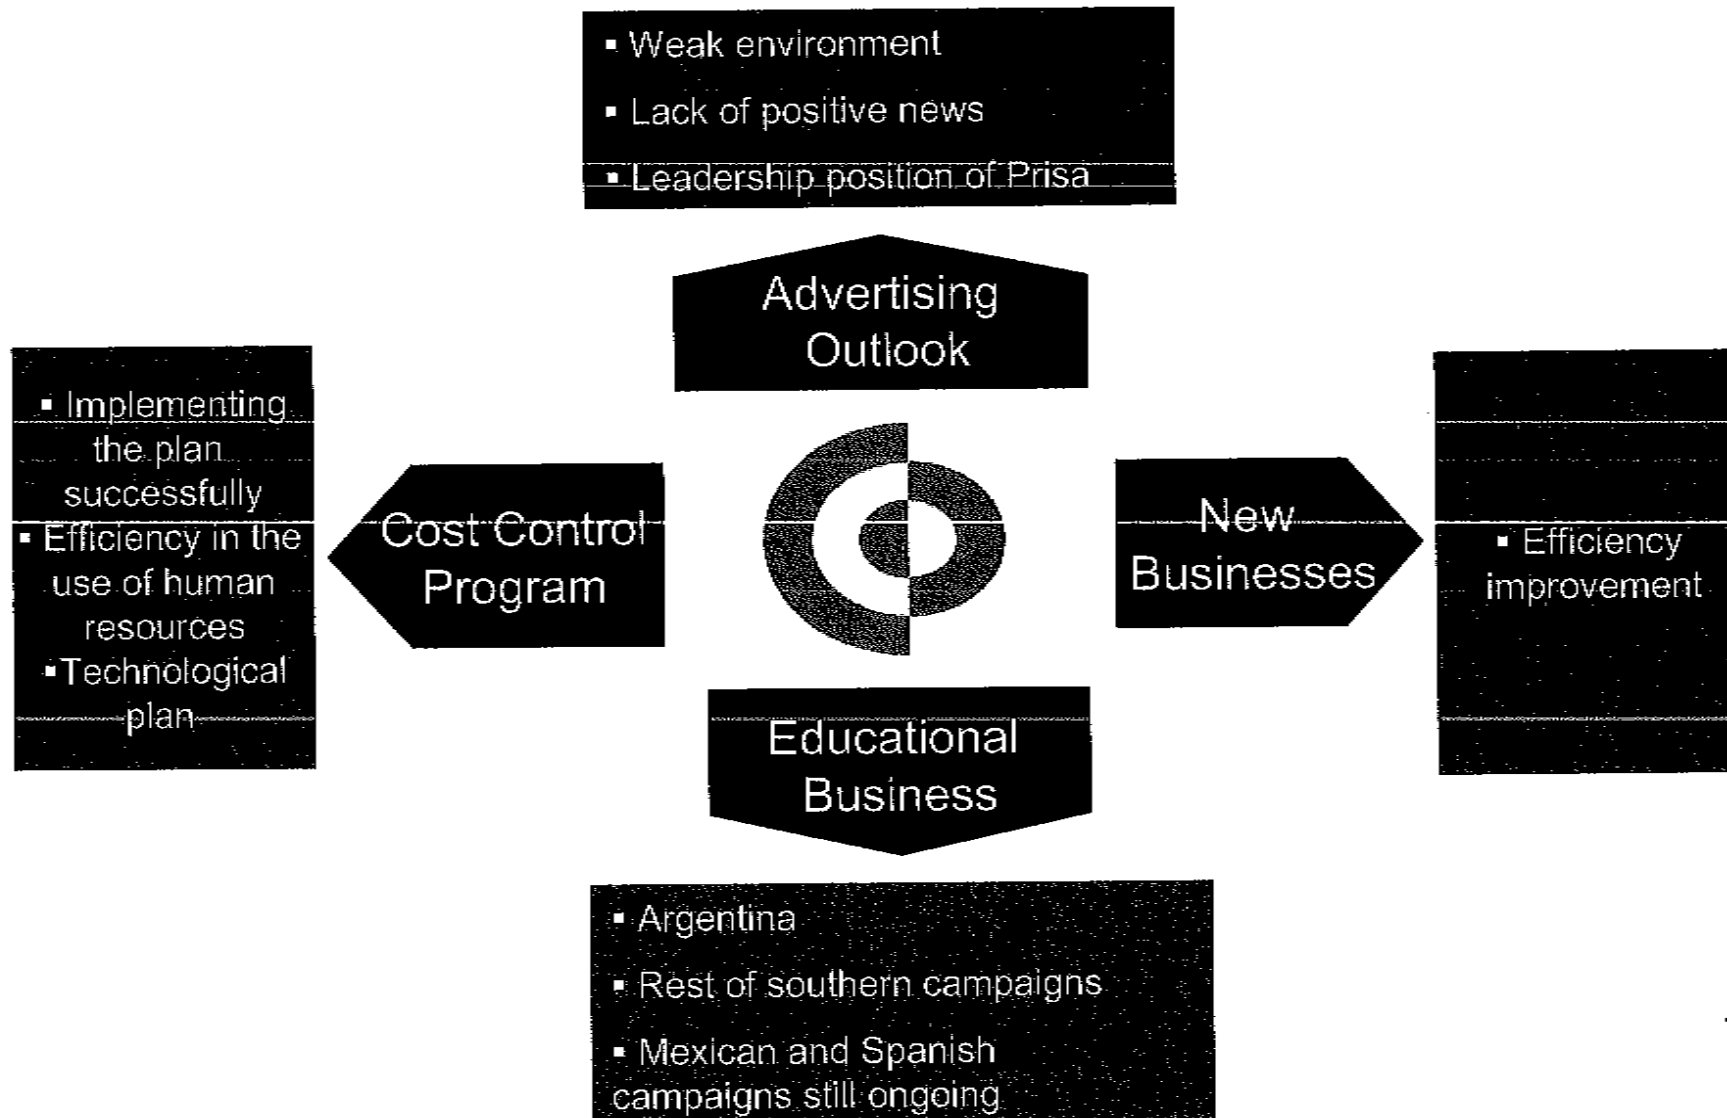 ▪ Weak environment
▪ Lack of positive news
▪ Leadership position of Prisa
Advertising
Outlook
▪ Implementing
the plan
successfully
▪ Efficiency in the
use of human
resources
▪Technological
plan
Cost Control
Program
New
Businesses
▪ Efficiency
improvement
Educational
Business
▪ Argentina
▪ Rest of southern campaigns
▪ Mexican and Spanish
campaigns still ongoing